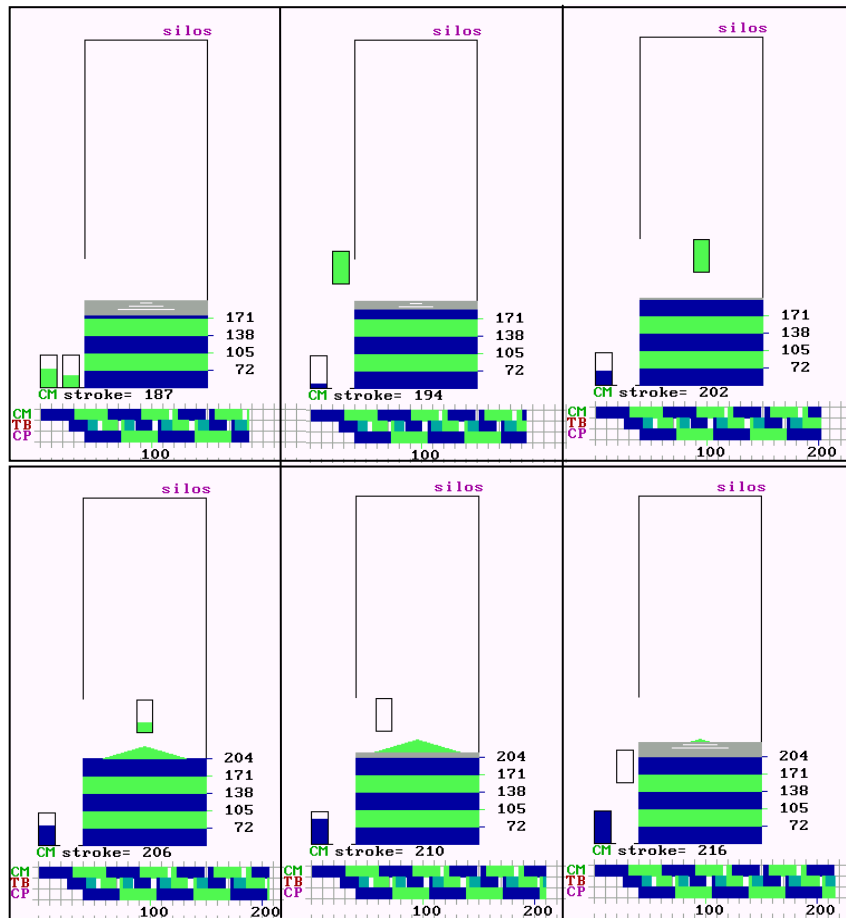 silos
171
138
105
72
CM stroke= 187
CM
TB
CP
100
silos
171
138
105
72
CM stroke= 194
100
silos
171
138
105
72
CM stroke= 202
CM
TB
CP
100 200
silos
204
171
138
105
72
CM stroke= 206
CM
TB
CP
100 200
silos
204
171
138
105
72
CM stroke= 210
CM
TB
CP
100 200
silos
204
171
138
105
72
CM stroke= 216
CM
TB
CP
100 200